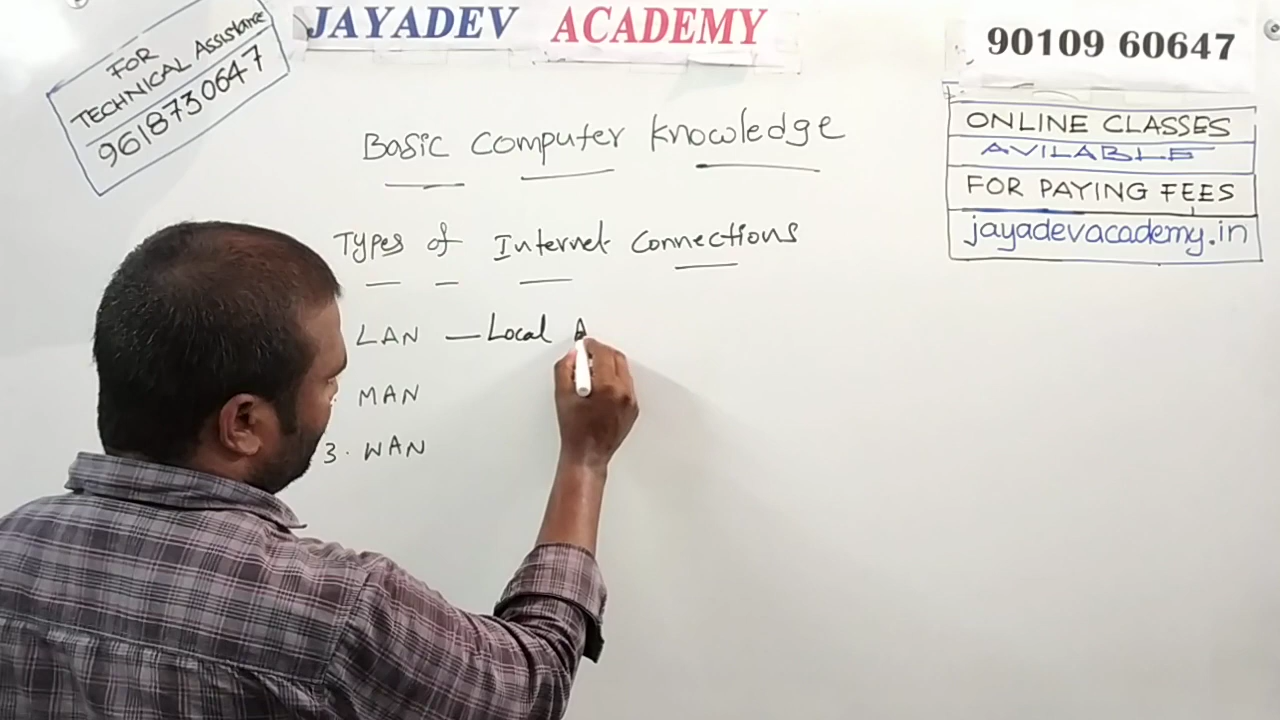 FOR
TECHNICAL Assistance
9618730647
JAYADEV ACADEMY
90109 60647
ONLINE CLASSES
AVILABLE
FOR PAYING FEES
jayadevacademy.in
Basic Computer Knowledge
Types of Internet Connections
LAN — Local A
MAN
3. WAN